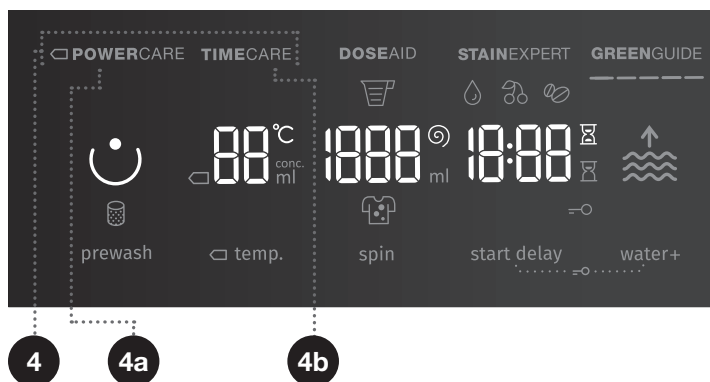 POWERCARE TIMECARE DOSEAID STAINEXPERT GREENGUIDE
88 °C 1888 18:88
conc.
ml ml
prewash temp. spin start delay water+
4 4a 4b